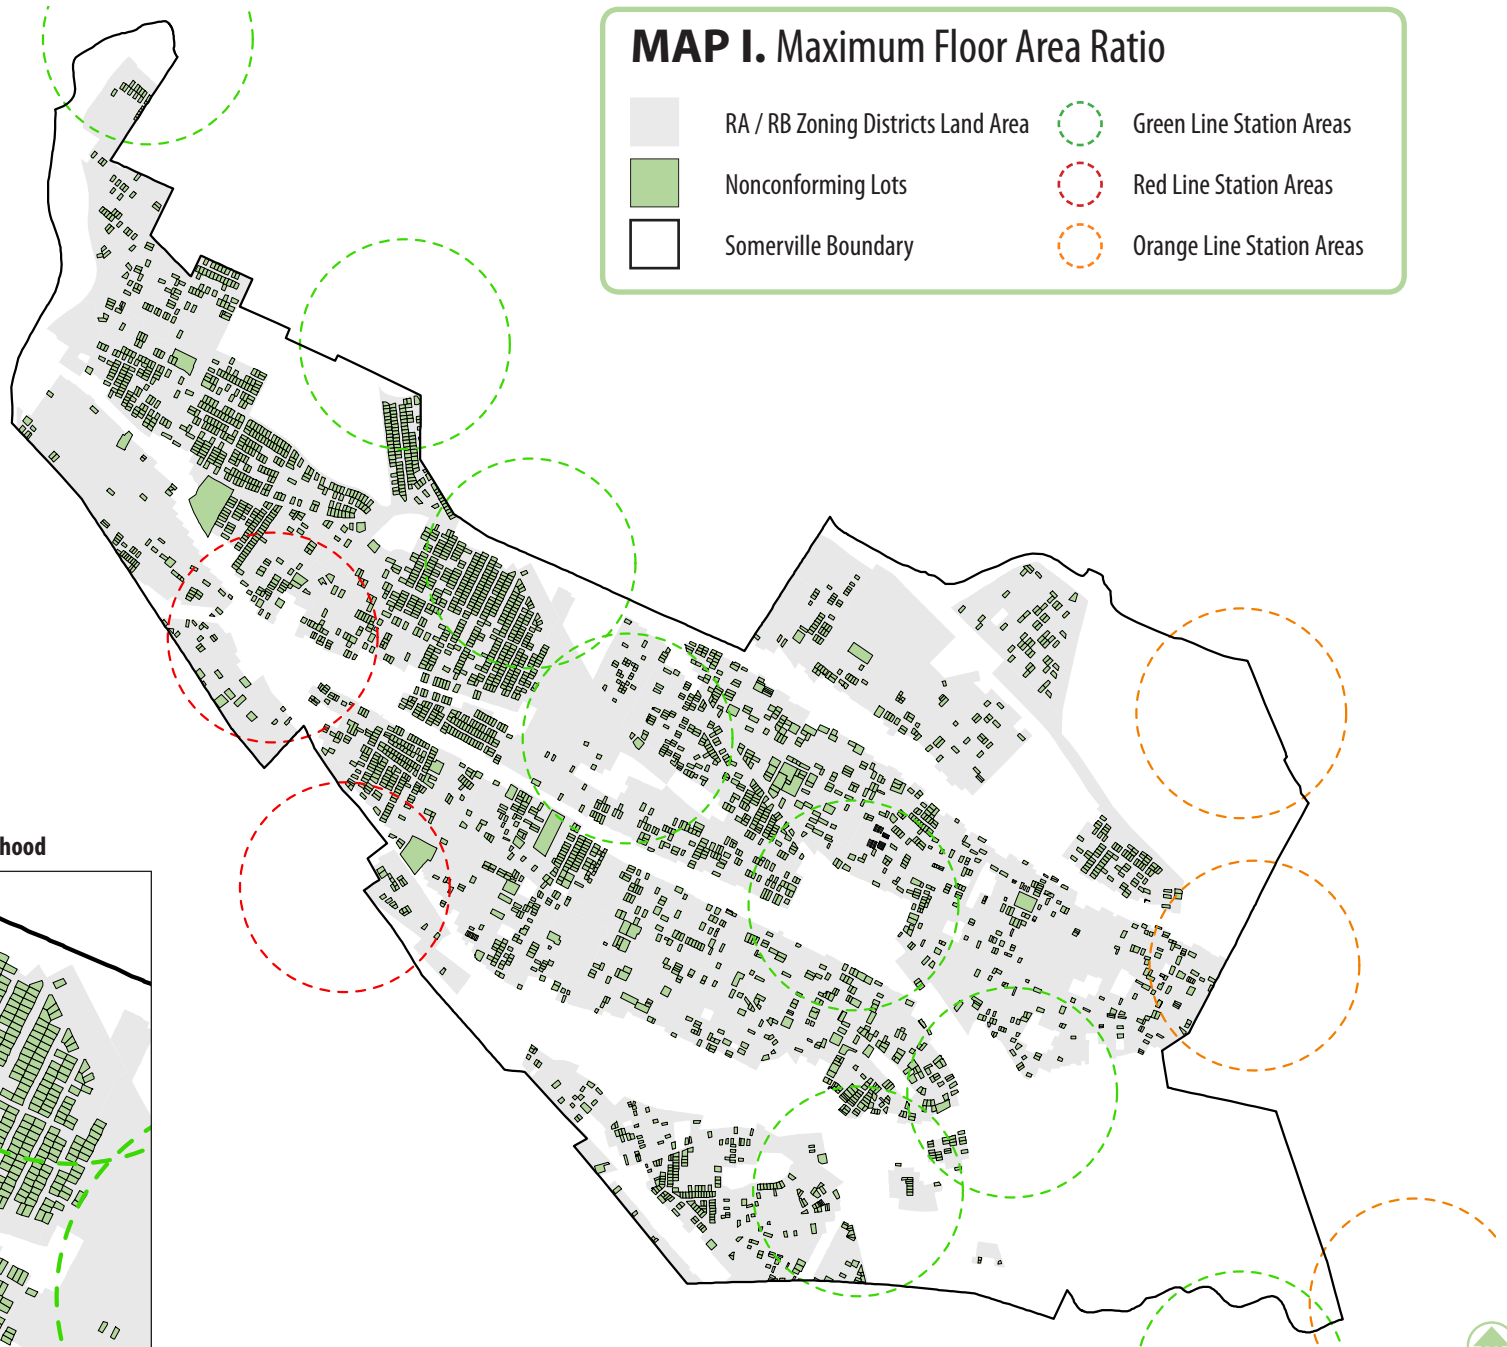 MAP I. Maximum Floor Area Ratio
RA / RB Zoning Districts Land Area
Green Line Station Areas
Nonconforming Lots
Red Line Station Areas
Somerville Boundary
Orange Line Station Areas
hood